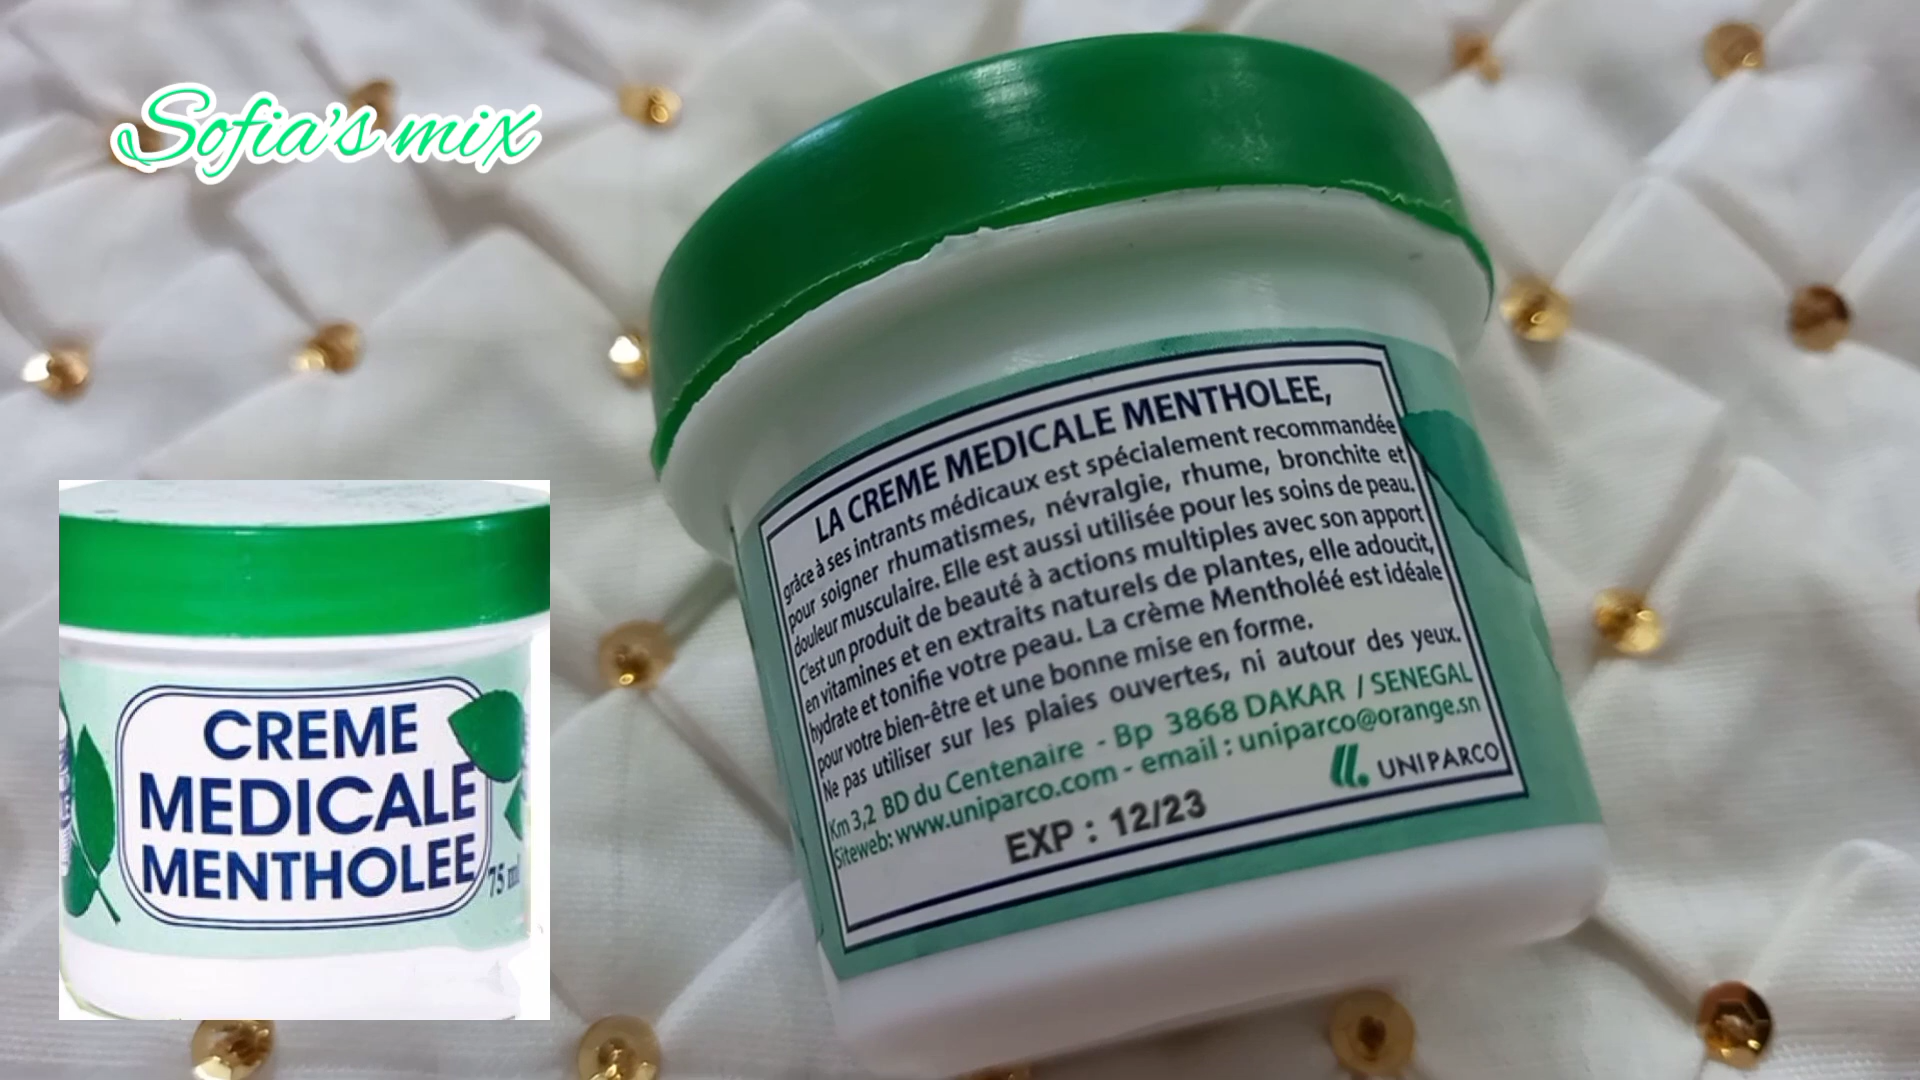 Sofia's mix
LA CREME MEDICALE MENTHOLEE,
grâce à ses intrants médicaux est spécialement recommandée
pour soigner rhumatismes, névralgie, rhume, bronchite et
douleur musculaire. Elle est aussi utilisée pour les soins de peau.
C'est un produit de beauté à actions multiples avec son apport
en vitamines et en extraits naturels de plantes, elle adoucit,
hydrate et tonifie votre peau. La crème Mentholéé est idéale
pour votre bien-être et une bonne mise en forme.
Ne pas utiliser sur les plaies ouvertes, ni autour des yeux.
Km 3,2 BD du Centenaire - Bp 3868 DAKAR / SENEGAL
Siteweb: www.uniparco.com - email : uniparco@orange.sn
UNIPARCO
EXP : 12/23
CREME
MEDICALE
MENTHOLEE
75 ml